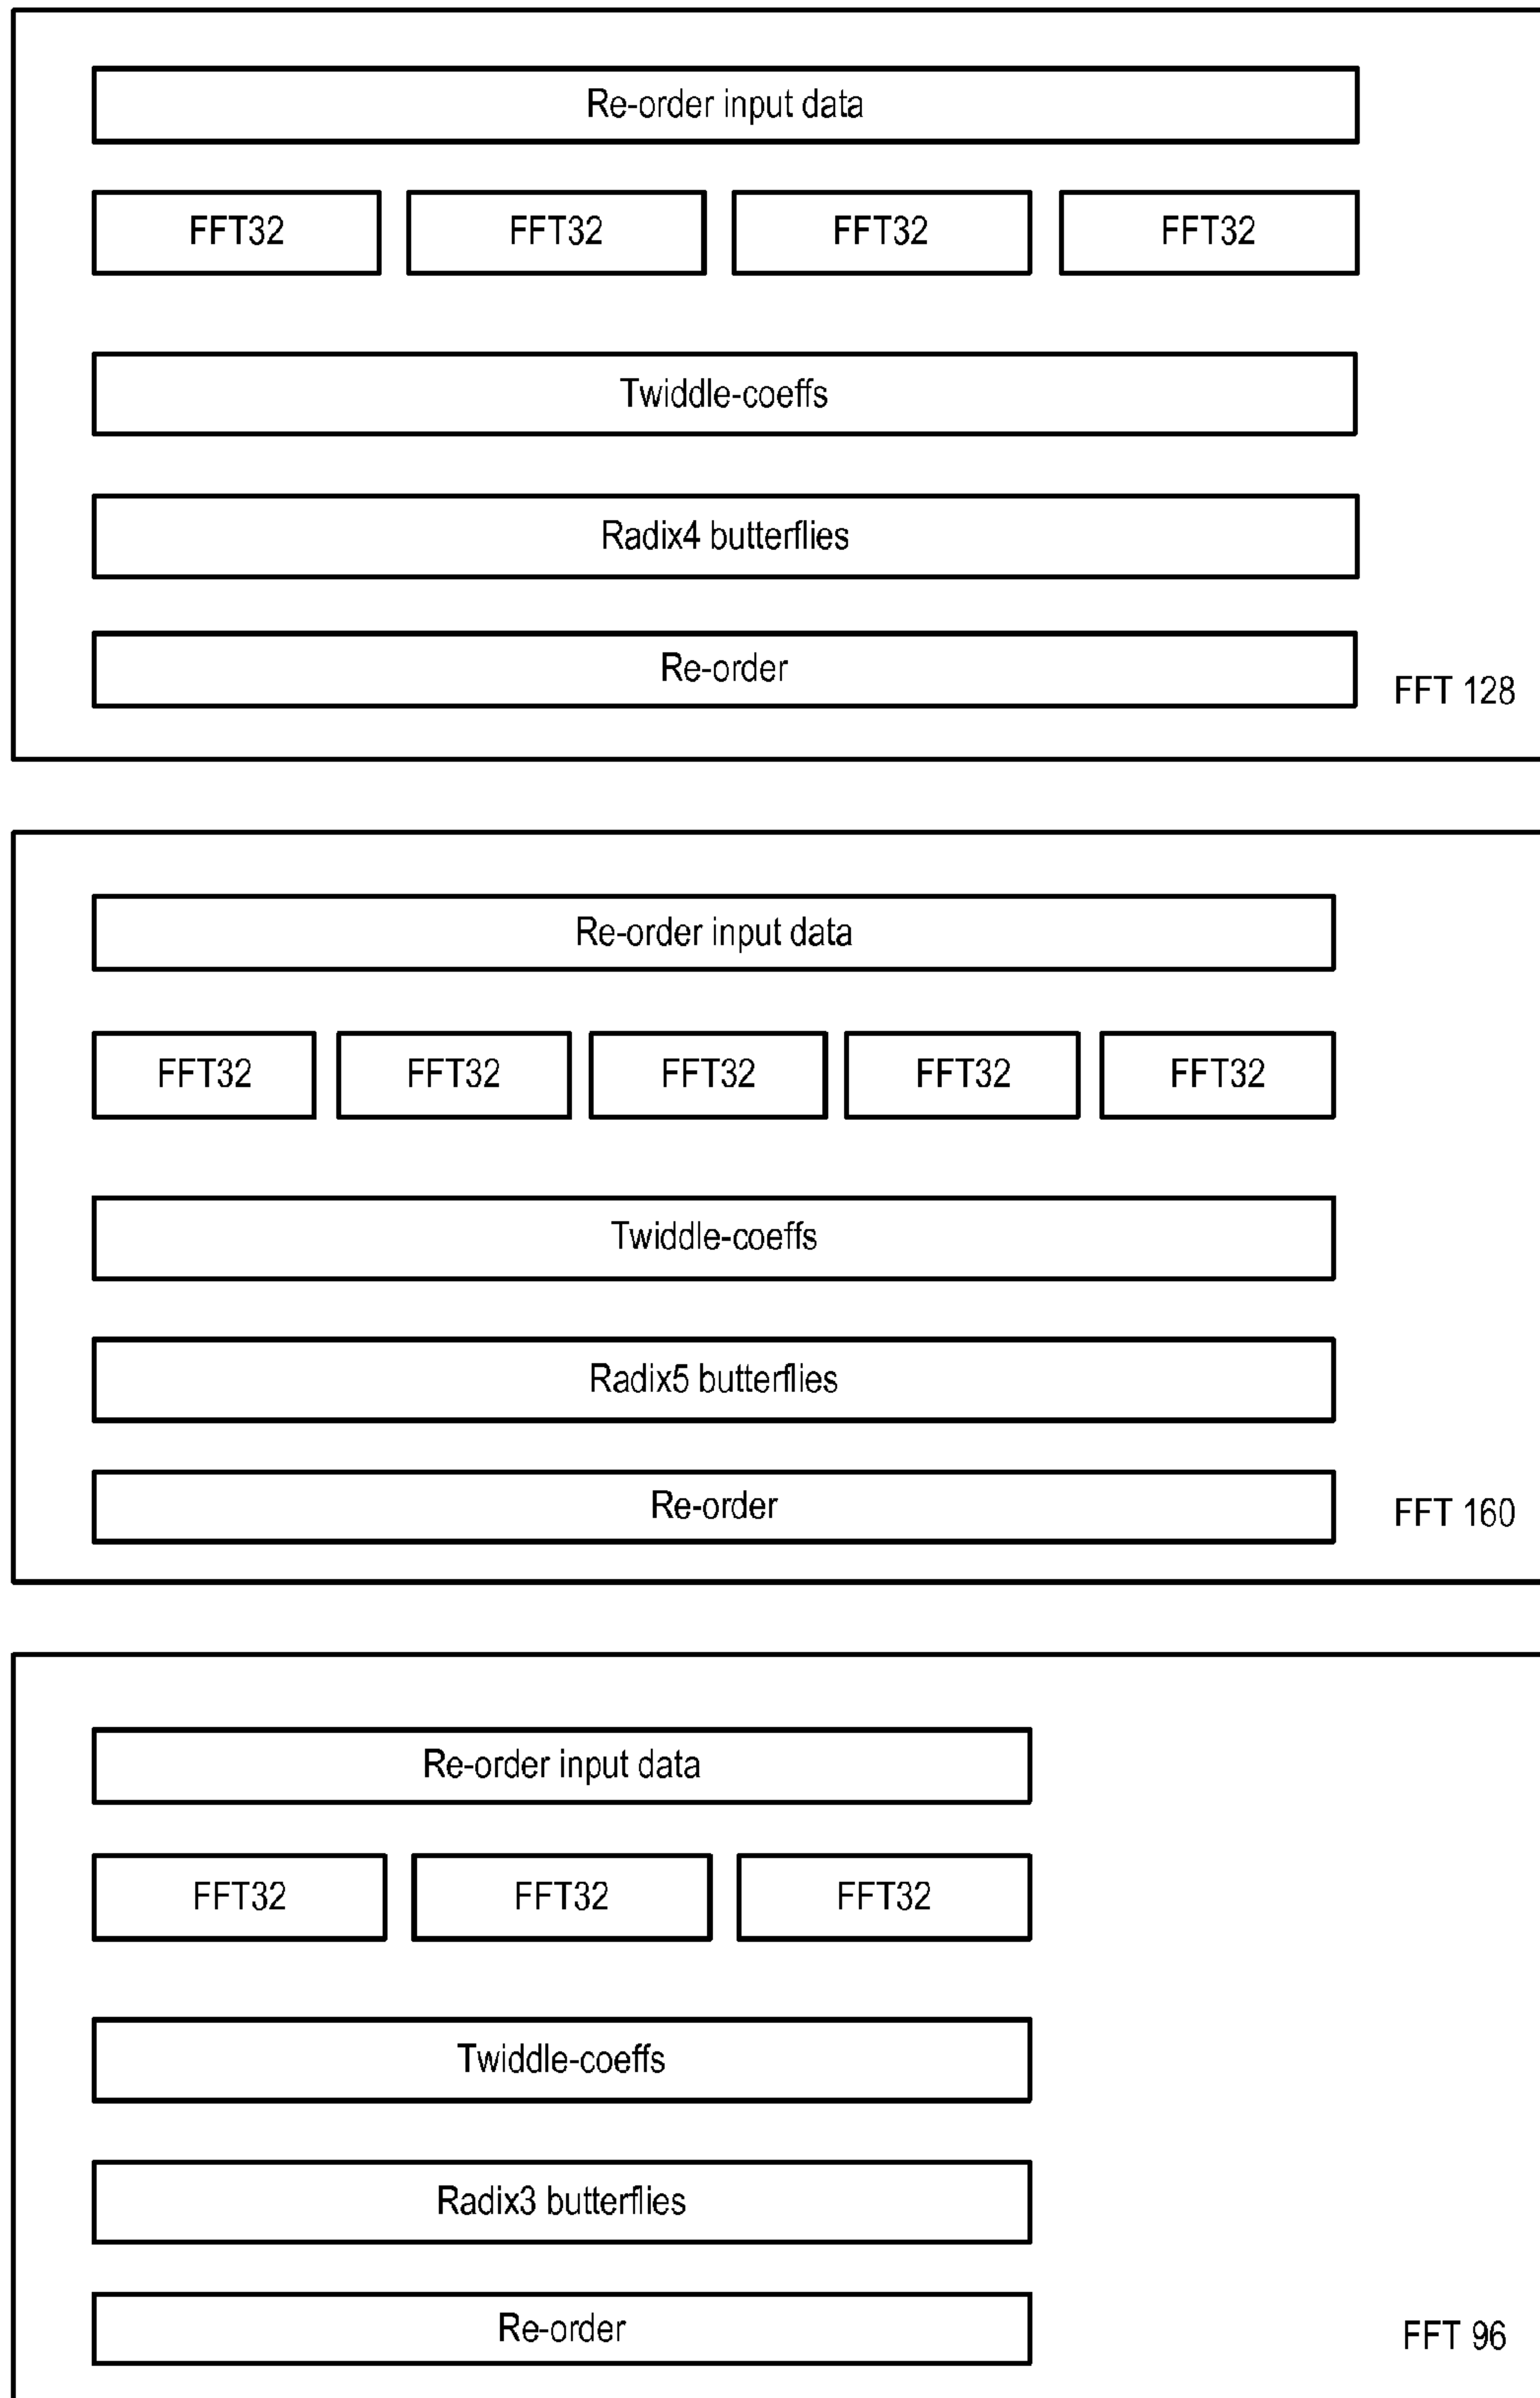 Re-order input data
FFT32 FFT32 FFT32 FFT32
Twiddle-coeffs
Radix4 butterflies
Re-order
FFT 128
Re-order input data
FFT32 FFT32 FFT32 FFT32 FFT32
Twiddle-coeffs
Radix5 butterflies
Re-order
FFT 160
Re-order input data
FFT32 FFT32 FFT32
Twiddle-coeffs
Radix3 butterflies
Re-order
FFT 96